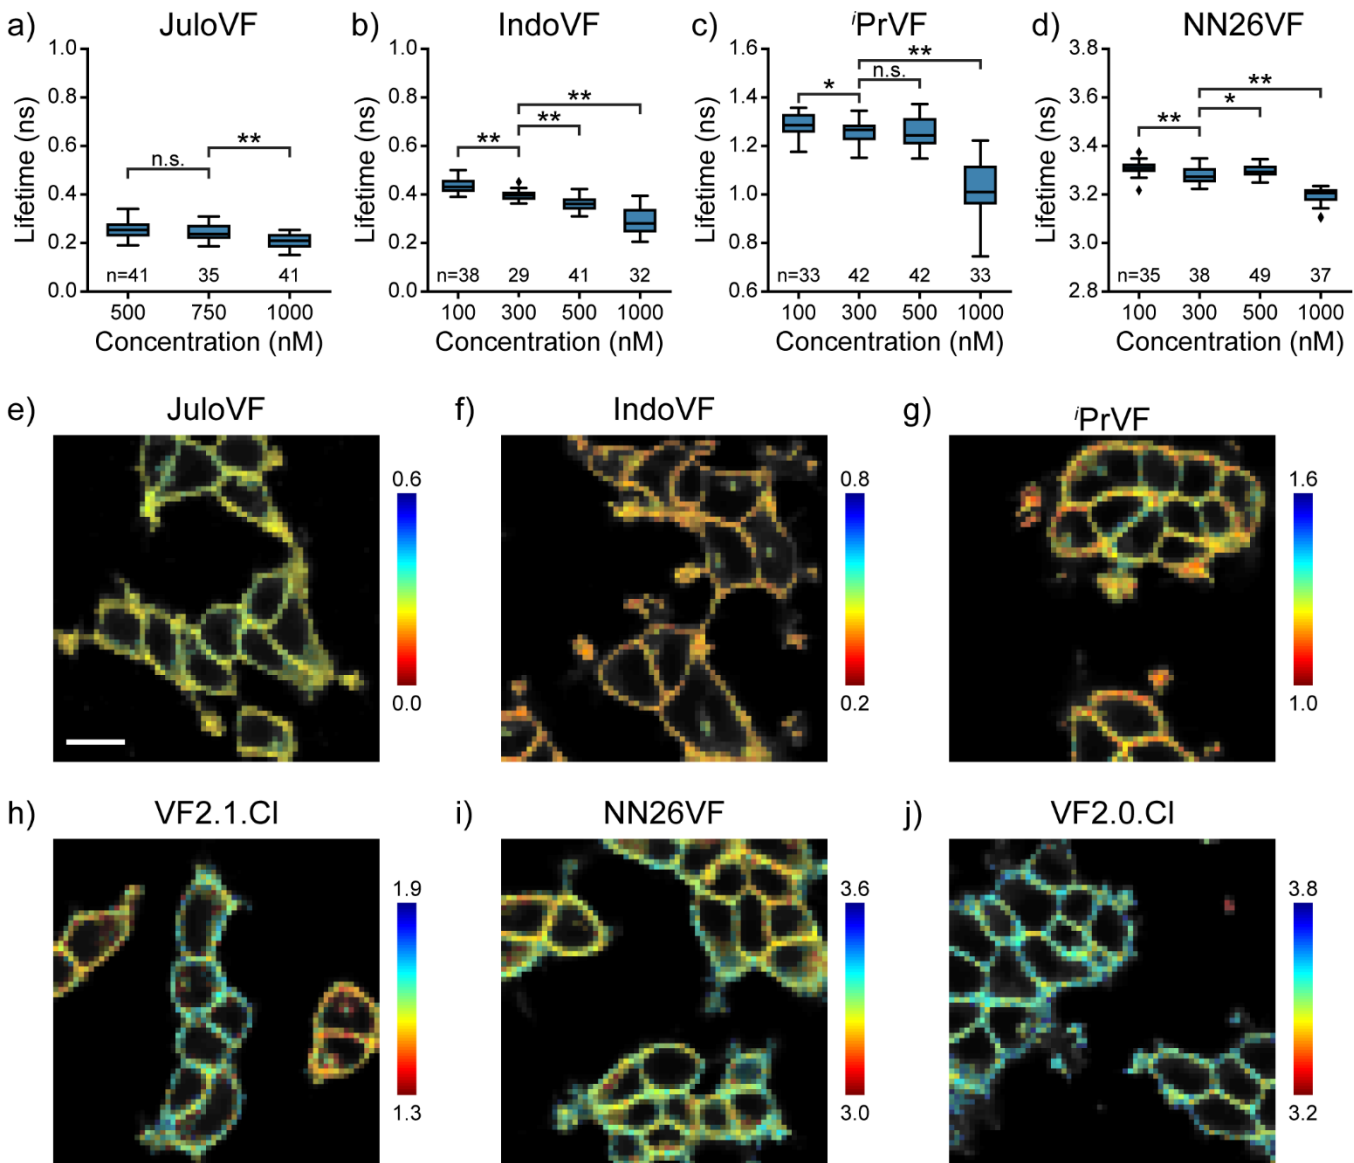 a) JuloVF
Lifetime (ns)
1.0
0.8
0.6
0.4
0.2
0.0
n.s.
**
n=41 35 41
500 750 1000
Concentration (nM)
b) IndoVF
Lifetime (ns)
1.0
0.8
0.6
0.4
0.2
0.0
**
**
**
n=38 29 41 32
100 300 500 1000
Concentration (nM)
c) iPrVF
Lifetime (ns)
1.6
1.4
1.2
1.0
0.8
0.6
**
n.s.
*
n=33 42 42 33
100 300 500 1000
Concentration (nM)
d) NN26VF
Lifetime (ns)
3.8
3.6
3.4
3.2
3.0
2.8
**
*
**
n=35 38 49 37
100 300 500 1000
Concentration (nM)
e) JuloVF
0.6
0.0
f) IndoVF
0.8
0.2
g) iPrVF
1.6
1.0
h) VF2.1.Cl
1.9
1.3
i) NN26VF
3.6
3.0
j) VF2.0.Cl
3.8
3.2